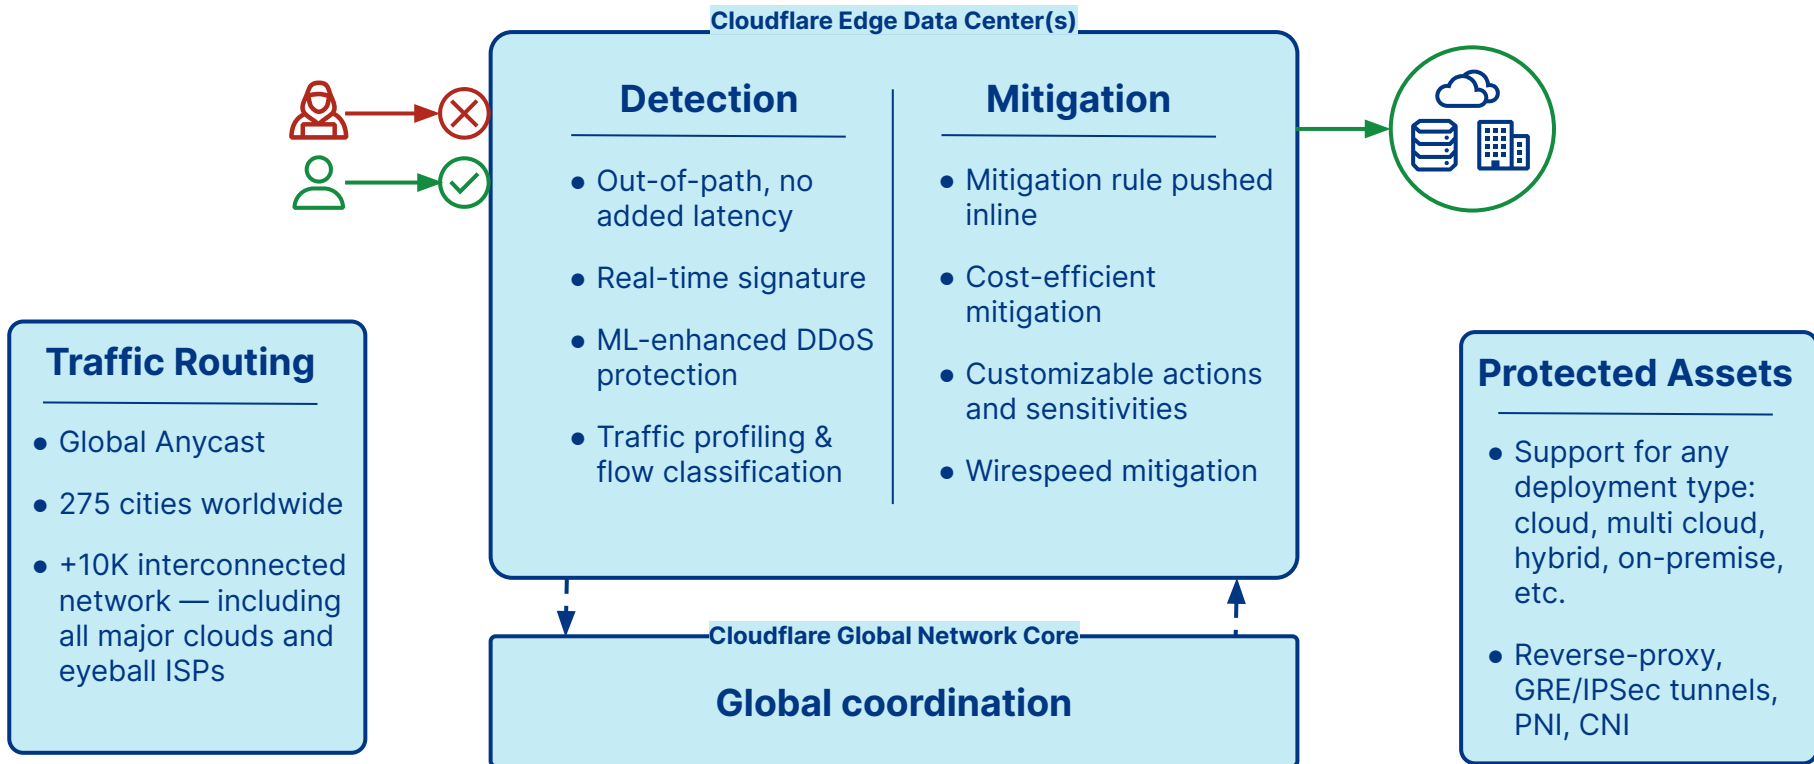 Cloudflare Edge Data Center(s)
Detection
● Out-of-path, no
added latency
● Real-time signature
● ML-enhanced DDoS
protection
● Traffic profiling &
flow classification
Mitigation
● Mitigation rule pushed
inline
● Cost-efficient
mitigation
● Customizable actions
and sensitivities
● Wirespeed mitigation
Traffic Routing
● Global Anycast
● 275 cities worldwide
● +10K interconnected
network — including
all major clouds and
eyeball ISPs
Cloudflare Global Network Core
Global coordination
Protected Assets
● Support for any
deployment type:
cloud, multi cloud,
hybrid, on-premise,
etc.
● Reverse-proxy,
GRE/IPSec tunnels,
PNI, CNI